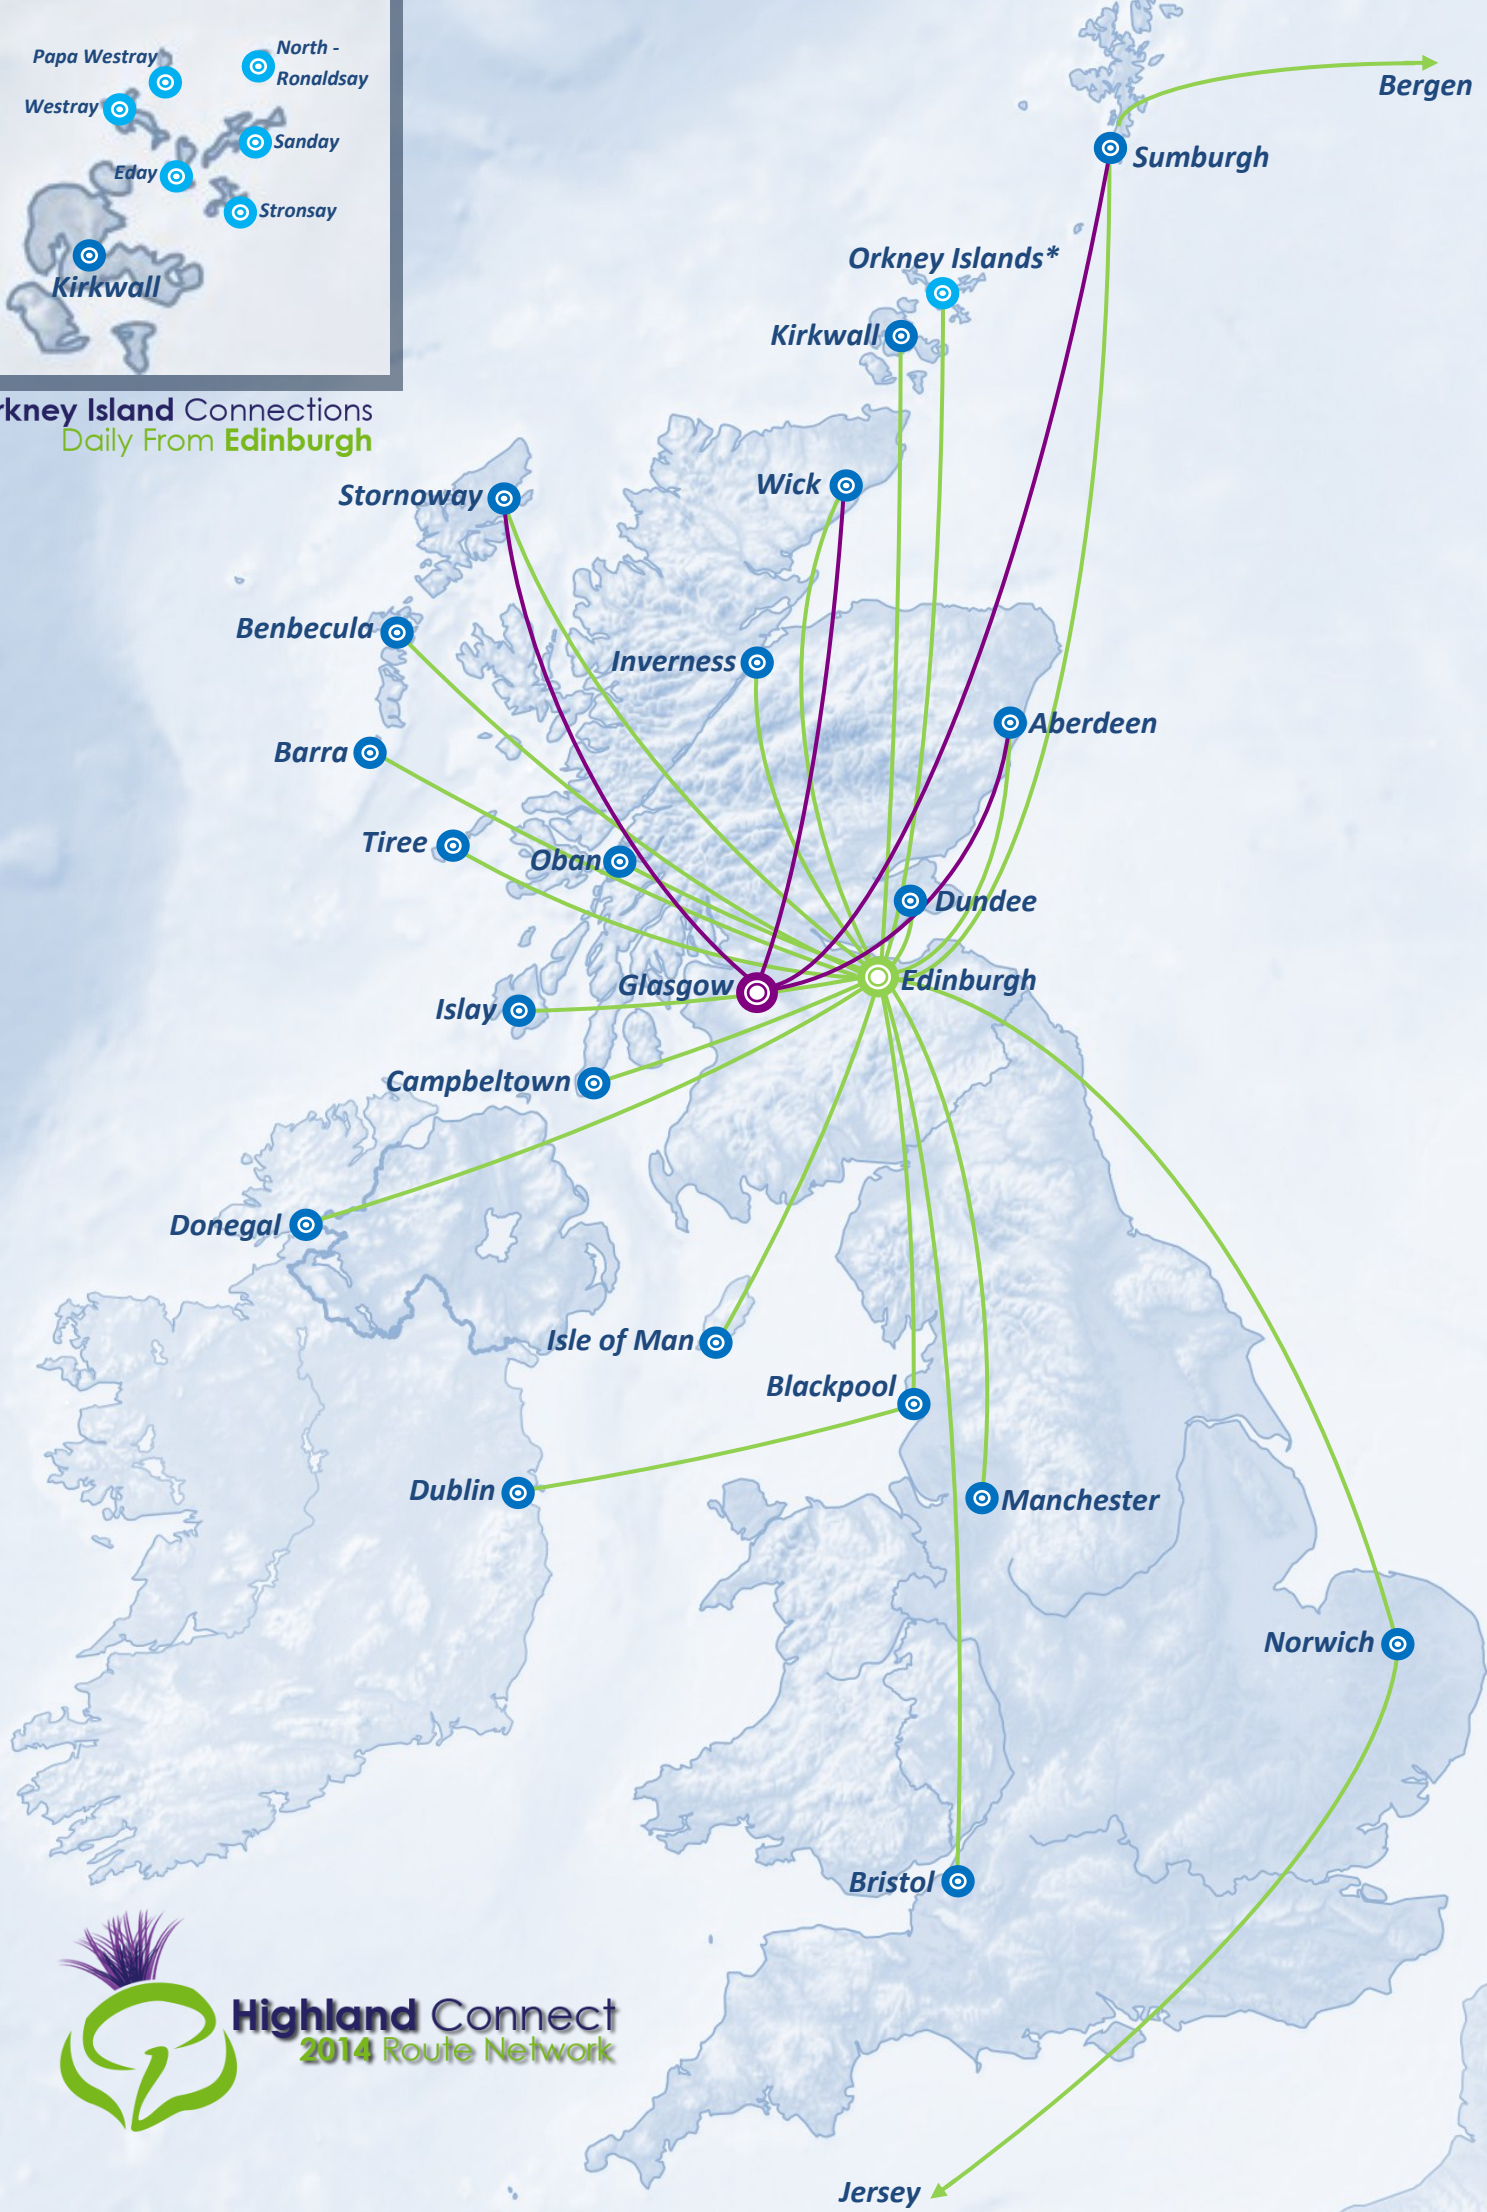 Papa Westray
North -
Ronaldsay
Westray
Sanday
Eday
Stronsay
Kirkwall
rkney Island Connections
Daily From Edinburgh
Bergen
Sumburgh
Orkney Islands*
Kirkwall
Wick
Stornoway
Benbecula
Inverness
Aberdeen
Barra
Tiree
Oban
Dundee
Glasgow
Edinburgh
Islay
Campbeltown
Donegal
Isle of Man
Blackpool
Dublin
Manchester
Norwich
Bristol
Highland Connect
2014 Route Network
Jersey